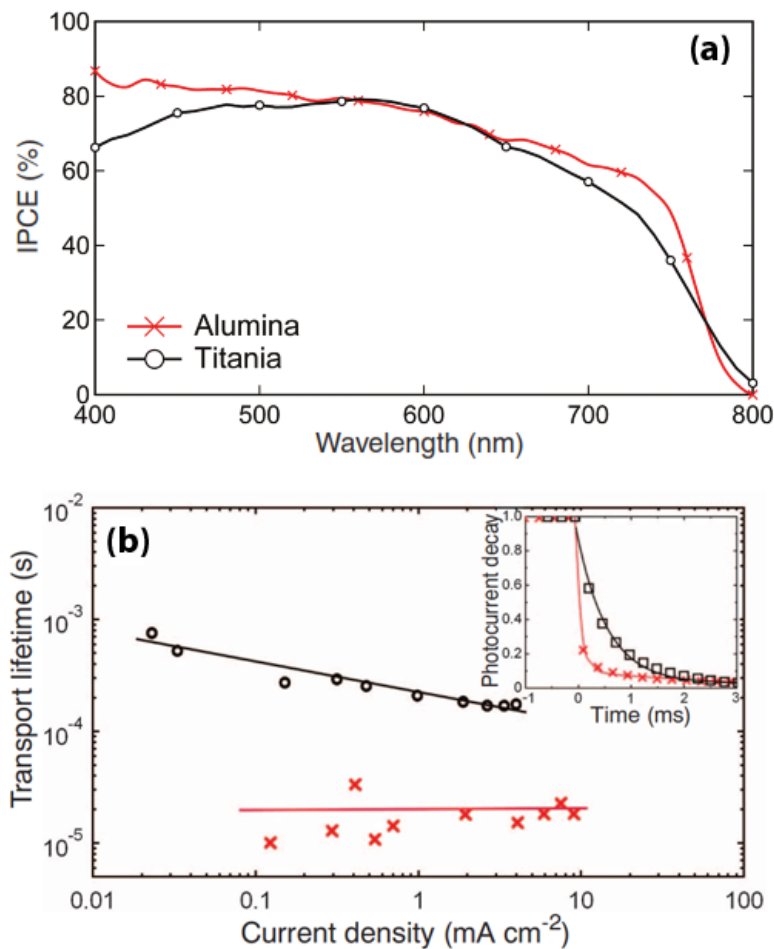 (a)
IPCE (%)
100
80
60
40
20
0
400 500 600 700 800
Wavelength (nm)
Alumina
Titania
(b)
Transport lifetime (s)
10-2
10-3
10-4
10-5
0.01 0.1 1 10 100
Current density (mA cm-2)
Photocurrent decay
1.0
0.8
0.6
0.4
0.2
0
-1 0 1 2 3
Time (ms)